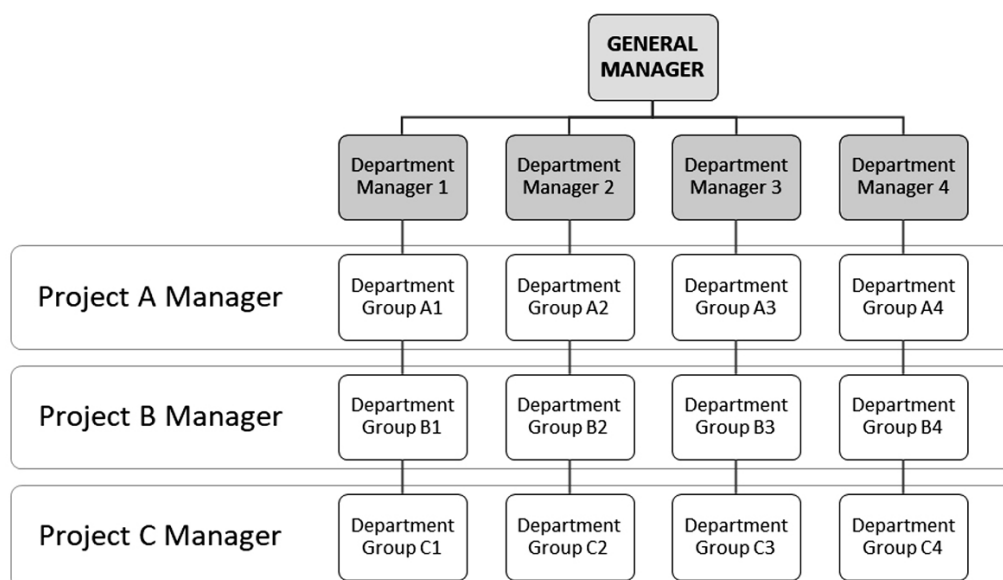 GENERAL
MANAGER
Department
Manager 1
Department
Manager 2
Department
Manager 3
Department
Manager 4
Project A Manager
Department
Group A1
Department
Group A2
Department
Group A3
Department
Group A4
Project B Manager
Department
Group B1
Department
Group B2
Department
Group B3
Department
Group B4
Project C Manager
Department
Group C1
Department
Group C2
Department
Group C3
Department
Group C4